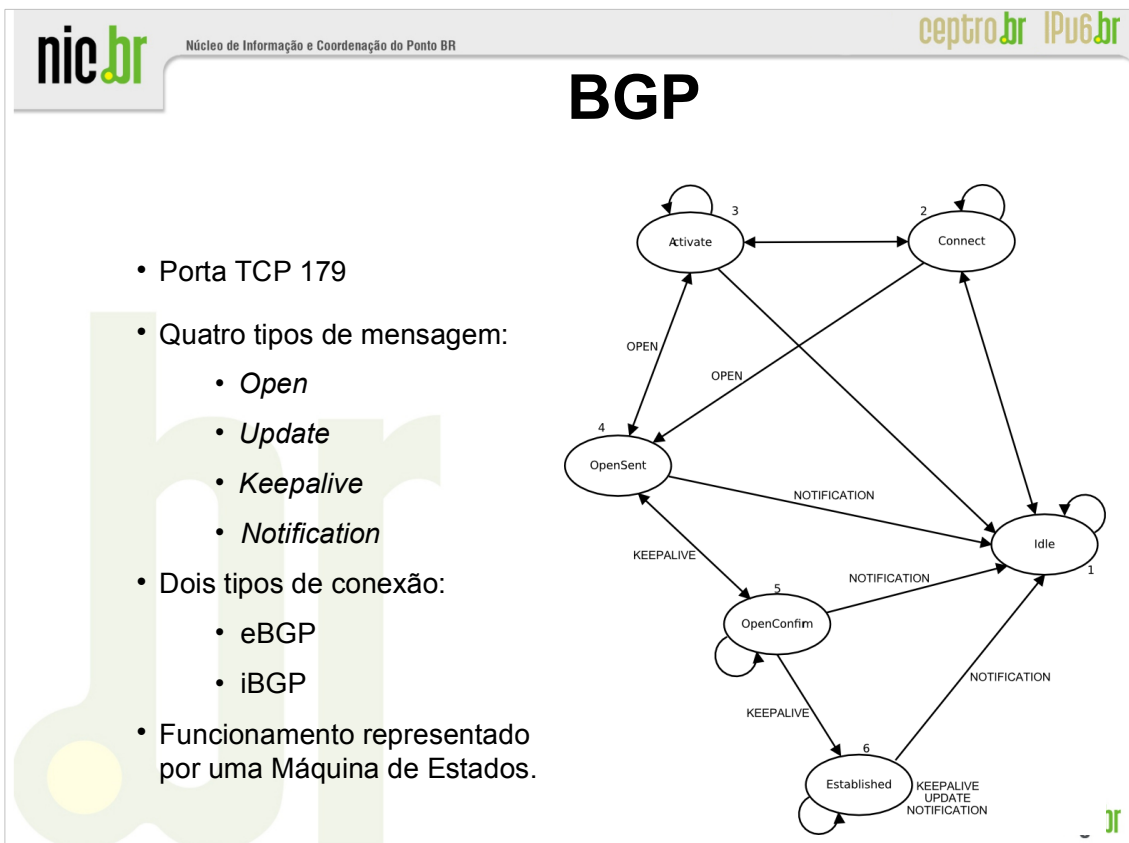 nic.br
Núcleo de Informação e Coordenação do Ponto BR
ceptro.br IPv6.br
BGP
• Porta TCP 179
• Quatro tipos de mensagem:
• Open
• Update
• Keepalive
• Notification
• Dois tipos de conexão:
• eBGP
• iBGP
• Funcionamento representado
por uma Máquina de Estados.
3
Activate
2
Connect
OPEN
OPEN
4
OpenSent
NOTIFICATION
Idle
1
KEEPALIVE
NOTIFICATION
5
OpenConfirm
NOTIFICATION
KEEPALIVE
6
Established
KEEPALIVE
UPDATE
NOTIFICATION